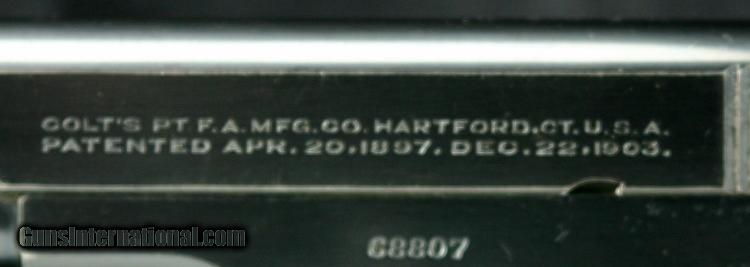 COLT'S PT. F. A. MFG. CO. HARTFORD, CT. U. S. A.
PATENTED APR. 20, 1897. DEC. 22, 1903.
68807
GunsInternational.com